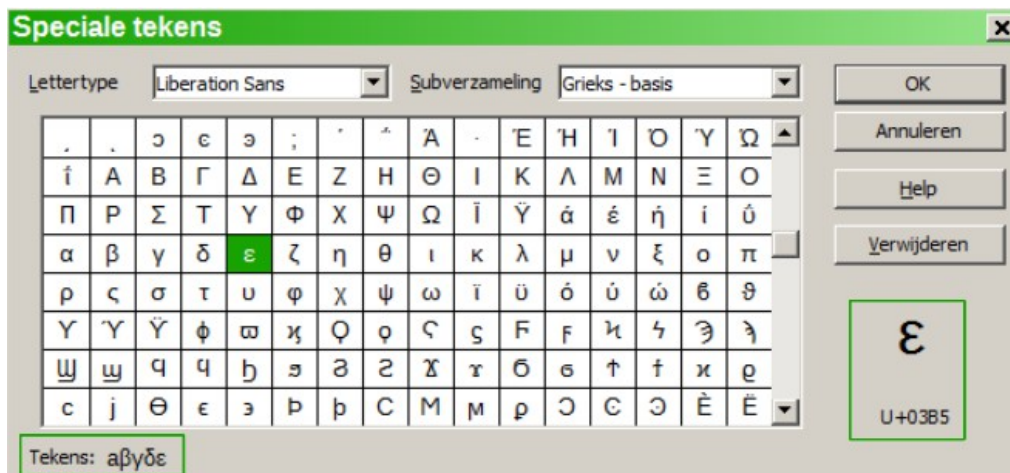 Speciale tekens
Lettertype Liberation Sans Subverzameling Grieks - basis OK
͵ ͺ ͻ ͼ ͽ ; ΄ ΅ Ά · Έ Ή Ί Ό Ύ Ώ
Annuleren
ΐ Α Β Γ Δ Ε Ζ Η Θ Ι Κ Λ Μ Ν Ξ Ο
Help
Π Ρ Σ Τ Υ Φ Χ Ψ Ω Ϊ Ϋ ά έ ή ί ΰ
α β γ δ ε ζ η θ ι κ λ μ ν ξ ο π
Verwijderen
ρ ς σ τ υ φ χ ψ ω ϊ ϋ ό ύ ώ ϐ ϑ
ϒ ϓ ϔ ϕ ϖ ϗ Ϙ ϙ Ϛ ϛ Ϝ ϝ Ϟ ϟ Ϡ ϡ
Ϣ ϣ Ϥ ϥ Ϧ ϧ Ϩ ϩ Ϫ ϫ Ϭ ϭ Ϯ ϯ ϰ ϱ
ϲ ϳ ϴ ϵ ϶ Ϸ ϸ Ϲ Ϻ ϻ ϼ Ͻ Ͼ Ͽ Ѐ Ё
ε
U+03B5
Tekens: αβγδε